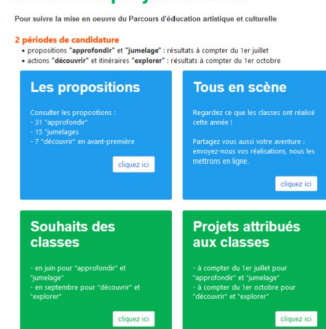 Pour suivre la mise en oeuvre du Parcours d'éducation artistique et culturelle
2 périodes de candidature
• propositions "approfondir" et "jumelage" : résultats à compter du 1er juillet
• actions "découvrir" et itinéraires "explorer" : résultats à compter du 1er octobre
Les propositions
Consulter les propositions :
- 31 "approfondir"
- 15 "jumelages
- 7 "découvrir" en avant-première
cliquez ici
Tous en scène
Regardez ce que les classes ont réalisé
cette année !
Partagez vous aussi votre aventure :
envoyez-nous vos réalisations, nous les
mettrons en ligne.
cliquez ici
Souhaits des
classes
- en juin pour "approfondir" et
"jumelage"
- en septembre pour "découvrir" et
"explorer"
cliquez ici
Projets attribués
aux classes
- à compter du 1er juillet pour
"approfondir" et "jumelage"
- à compter du 1er octobre pour
"découvrir" et "explorer"
cliquez ici